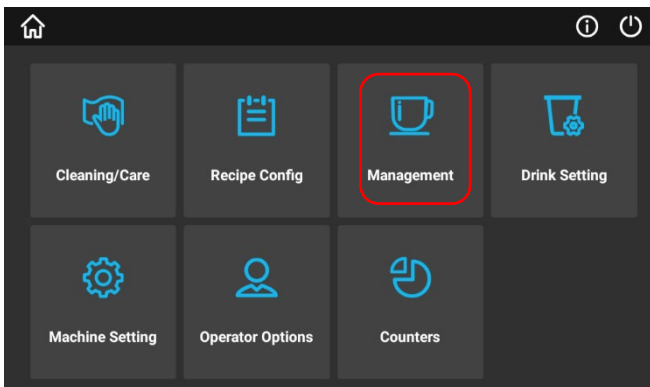 Cleaning/Care
Recipe Config
Management
Drink Setting
Machine Setting
Operator Options
Counters